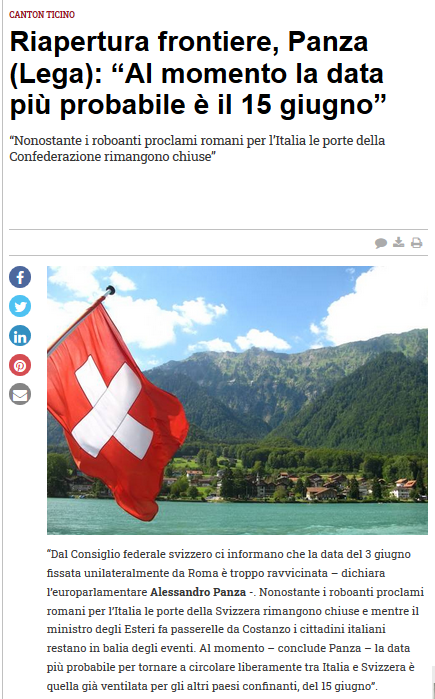 CANTON TICINO
Riapertura frontiere, Panza
(Lega): “Al momento la data
più probabile è il 15 giugno”
“Nonostante i roboanti proclami romani per l’Italia le porte della
Confederazione rimangono chiuse”
“Dal Consiglio federale svizzero ci informano che la data del 3 giugno
fissata unilateralmente da Roma è troppo ravvicinata – dichiara
l’europarlamentare Alessandro Panza -. Nonostante i roboanti proclami
romani per l’Italia le porte della Svizzera rimangono chiuse e mentre il
ministro degli Esteri fa passerelle da Costanzo i cittadini italiani
restano in balia degli eventi. Al momento – conclude Panza – la data
più probabile per tornare a circolare liberamente tra Italia e Svizzera è
quella già ventilata per gli altri paesi confinanti, del 15 giugno”.